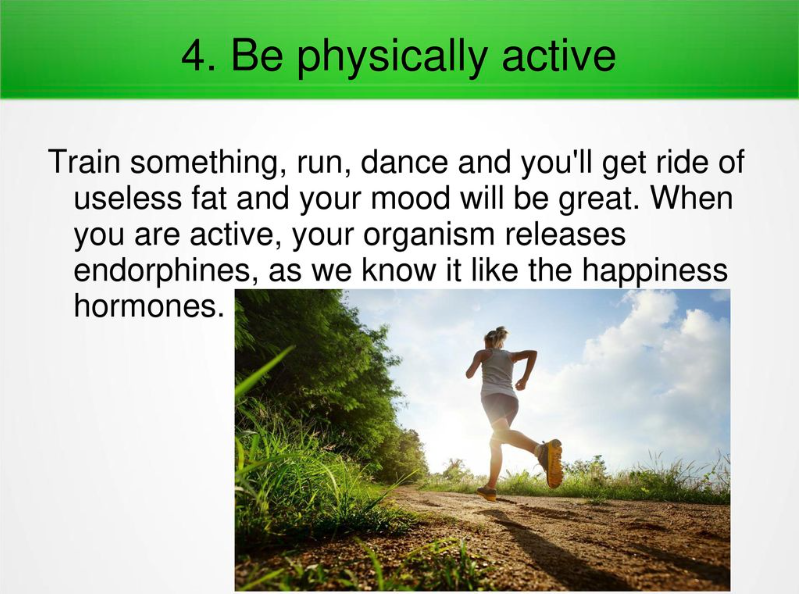 4. Be physically active
Train something, run, dance and you'll get ride of
useless fat and your mood will be great. When
you are active, your organism releases
endorphines, as we know it like the happiness
hormones.